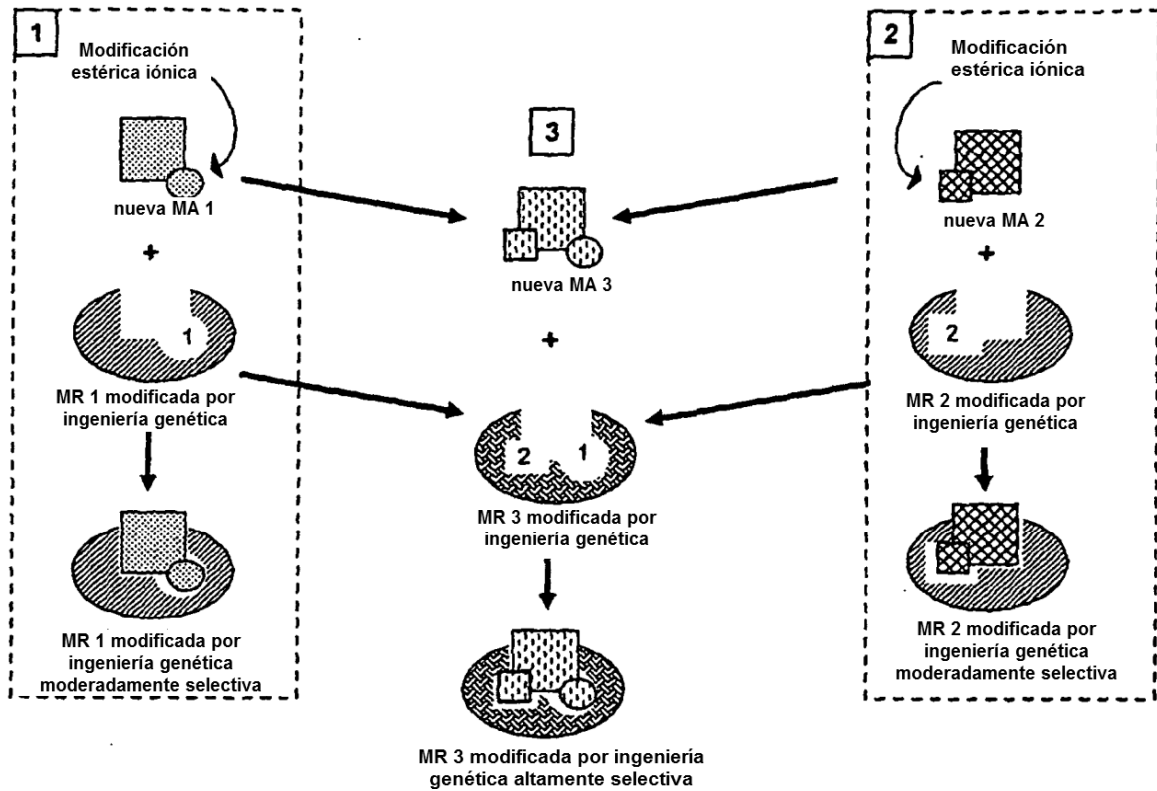 1
Modificación
estérica iónica
nueva MA 1
+
1
MR 1 modificada por
ingeniería genética
MR 1 modificada por
ingeniería genética
moderadamente selectiva
3
nueva MA 3
+
2 1
MR 3 modificada por
ingeniería genética
MR 3 modificada por ingeniería
genética altamente selectiva
2
Modificación
estérica iónica
nueva MA 2
+
2
MR 2 modificada por
ingeniería genética
MR 2 modificada por
ingeniería genética
moderadamente selectiva